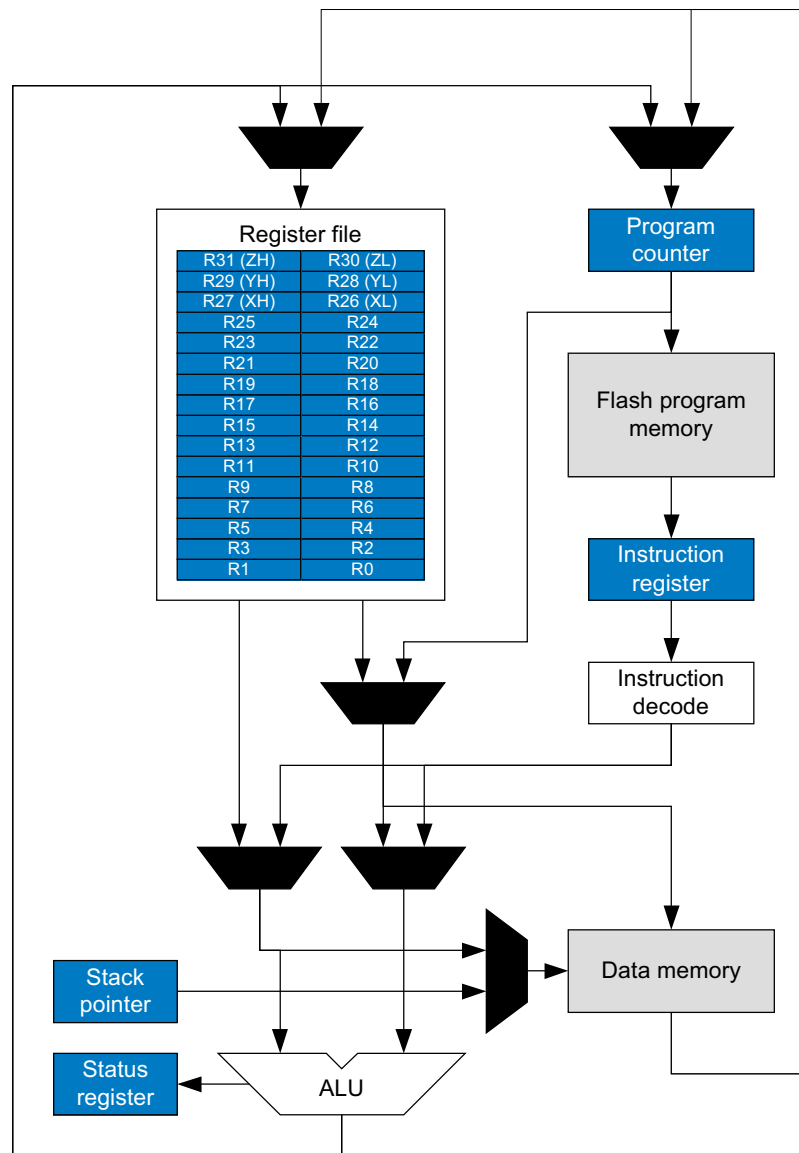 Register file
R31 (ZH) R30 (ZL)
R29 (YH) R28 (YL)
R27 (XH) R26 (XL)
R25 R24
R23 R22
R21 R20
R19 R18
R17 R16
R15 R14
R13 R12
R11 R10
R9 R8
R7 R6
R5 R4
R3 R2
R1 R0
Program
counter
Flash program
memory
Instruction
register
Instruction
decode
Stack
pointer
Data memory
Status
register
ALU